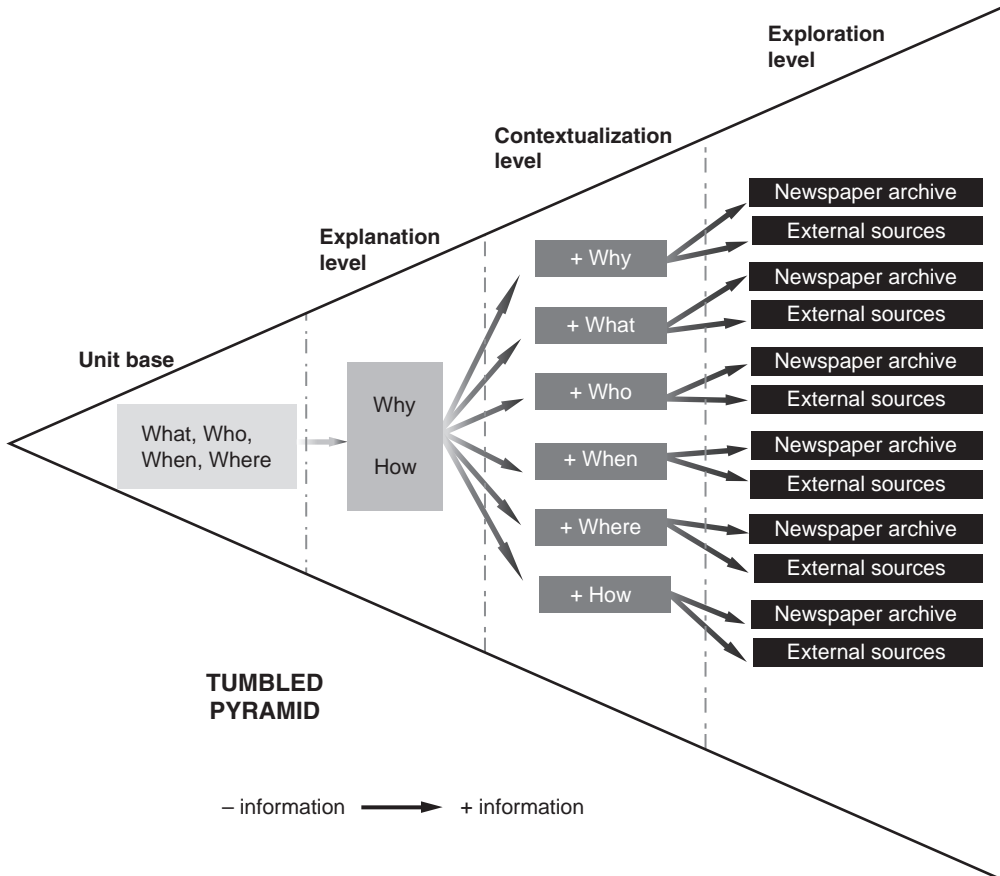 Exploration
level
Contextualization
level
Explanation
level
Unit base
What, Who,
When, Where
Why
How
+ Why
+ What
+ Who
+ When
+ Where
+ How
Newspaper archive
External sources
Newspaper archive
External sources
Newspaper archive
External sources
Newspaper archive
External sources
Newspaper archive
External sources
Newspaper archive
External sources
TUMBLED
PYRAMID
– information + information